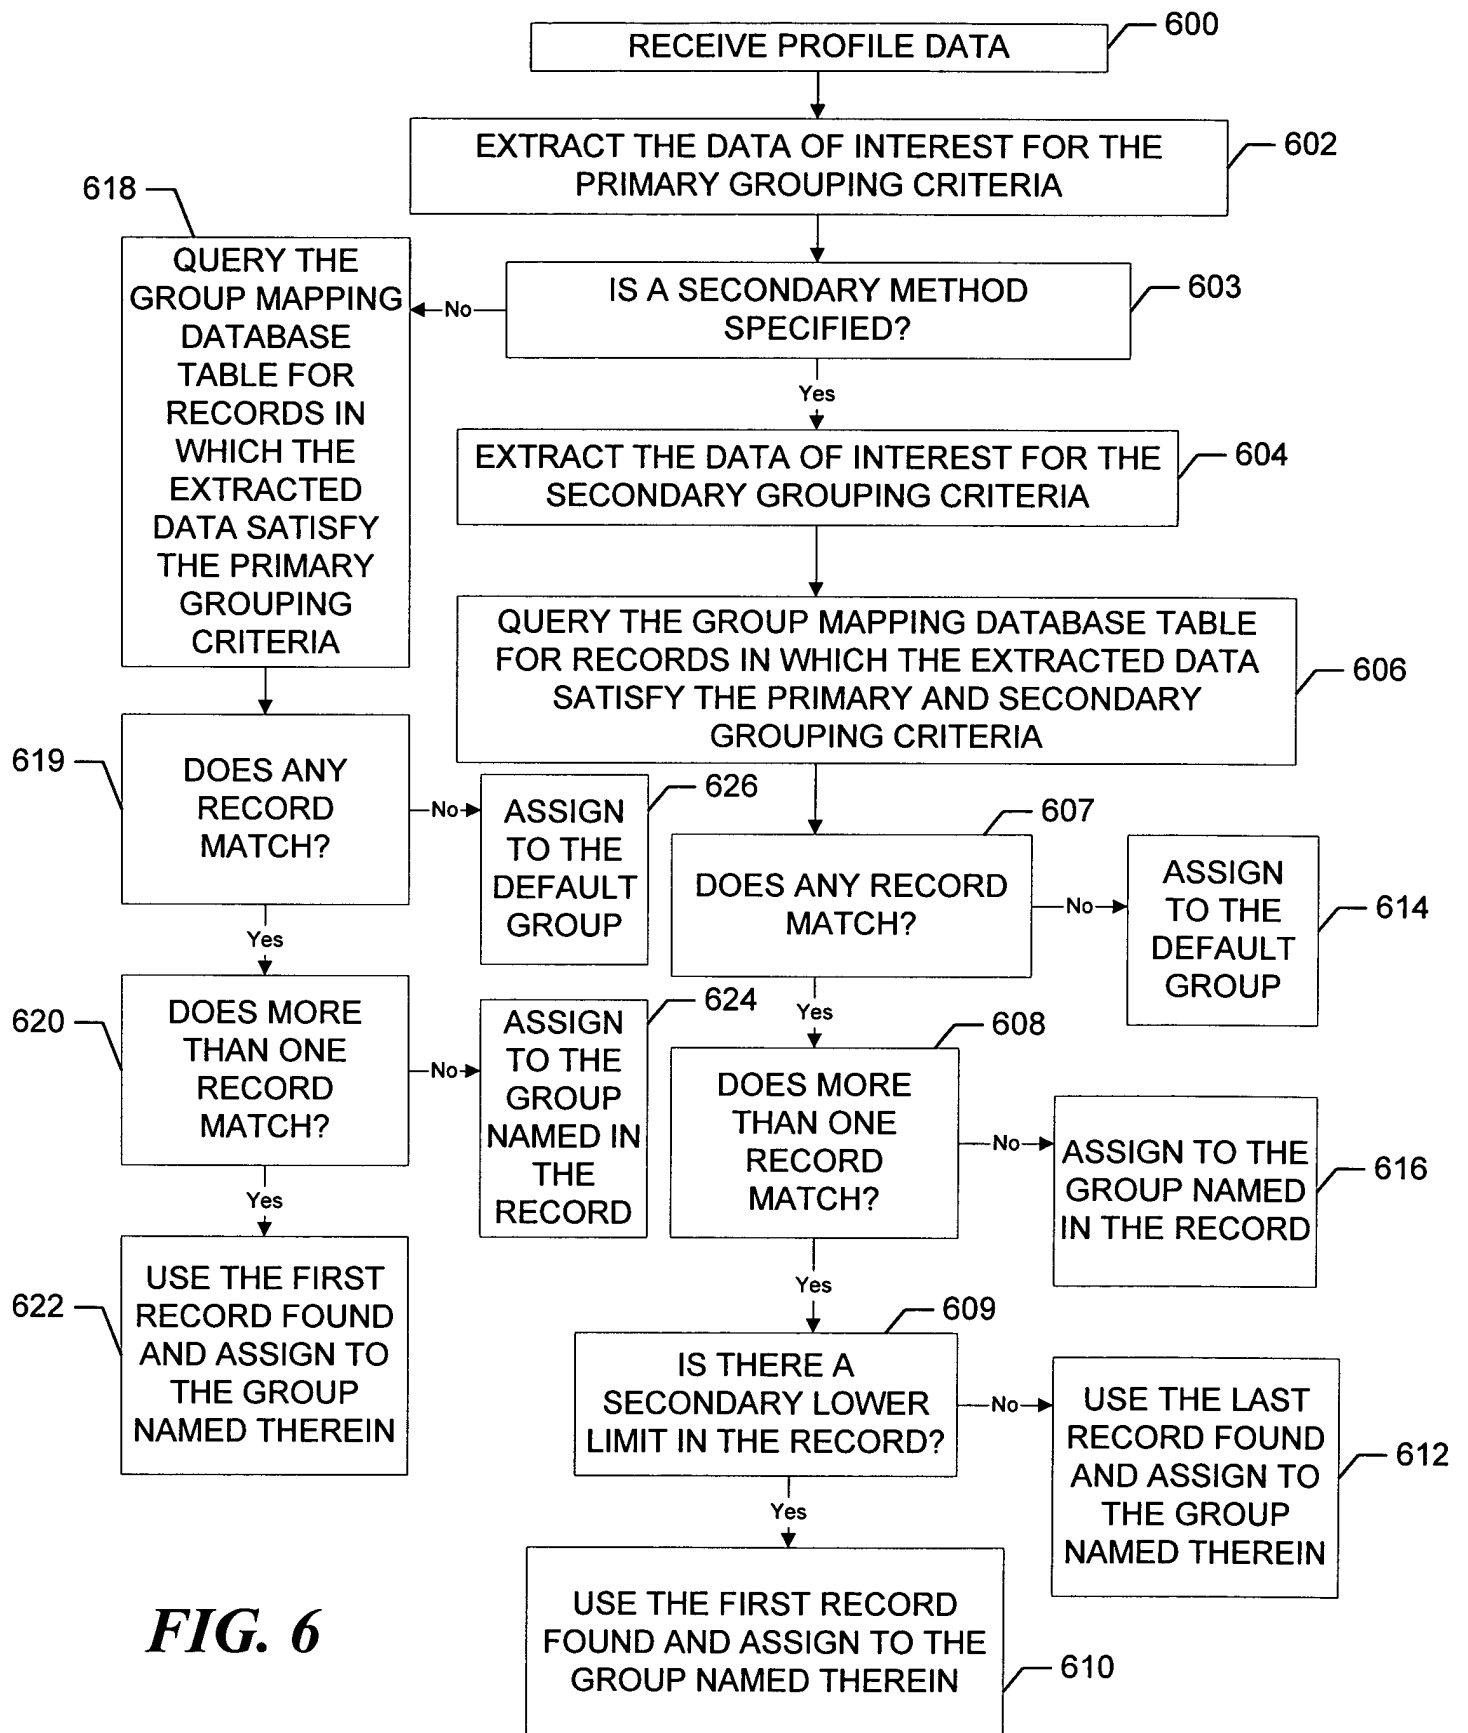 RECEIVE PROFILE DATA
600
EXTRACT THE DATA OF INTEREST FOR THE
PRIMARY GROUPING CRITERIA
602
IS A SECONDARY METHOD
SPECIFIED?
603
No
618
QUERY THE
GROUP MAPPING
DATABASE
TABLE FOR
RECORDS IN
WHICH THE
EXTRACTED
DATA SATISFY
THE PRIMARY
GROUPING
CRITERIA
Yes
EXTRACT THE DATA OF INTEREST FOR THE
SECONDARY GROUPING CRITERIA
604
QUERY THE GROUP MAPPING DATABASE TABLE
FOR RECORDS IN WHICH THE EXTRACTED DATA
SATISFY THE PRIMARY AND SECONDARY
GROUPING CRITERIA
606
619
DOES ANY
RECORD
MATCH?
No
ASSIGN
TO THE
DEFAULT
GROUP
626
607
DOES ANY RECORD
MATCH?
No
ASSIGN
TO THE
DEFAULT
GROUP
614
Yes
620
DOES MORE
THAN ONE
RECORD
MATCH?
No
ASSIGN
TO THE
GROUP
NAMED IN
THE
RECORD
624
Yes
608
DOES MORE
THAN ONE
RECORD
MATCH?
No
ASSIGN TO THE
GROUP NAMED
IN THE RECORD
616
Yes
622
USE THE FIRST
RECORD FOUND
AND ASSIGN TO
THE GROUP
NAMED THEREIN
Yes
609
IS THERE A
SECONDARY LOWER
LIMIT IN THE RECORD?
No
USE THE LAST
RECORD FOUND
AND ASSIGN TO
THE GROUP
NAMED THEREIN
612
Yes
USE THE FIRST RECORD
FOUND AND ASSIGN TO THE
GROUP NAMED THEREIN
610
FIG. 6